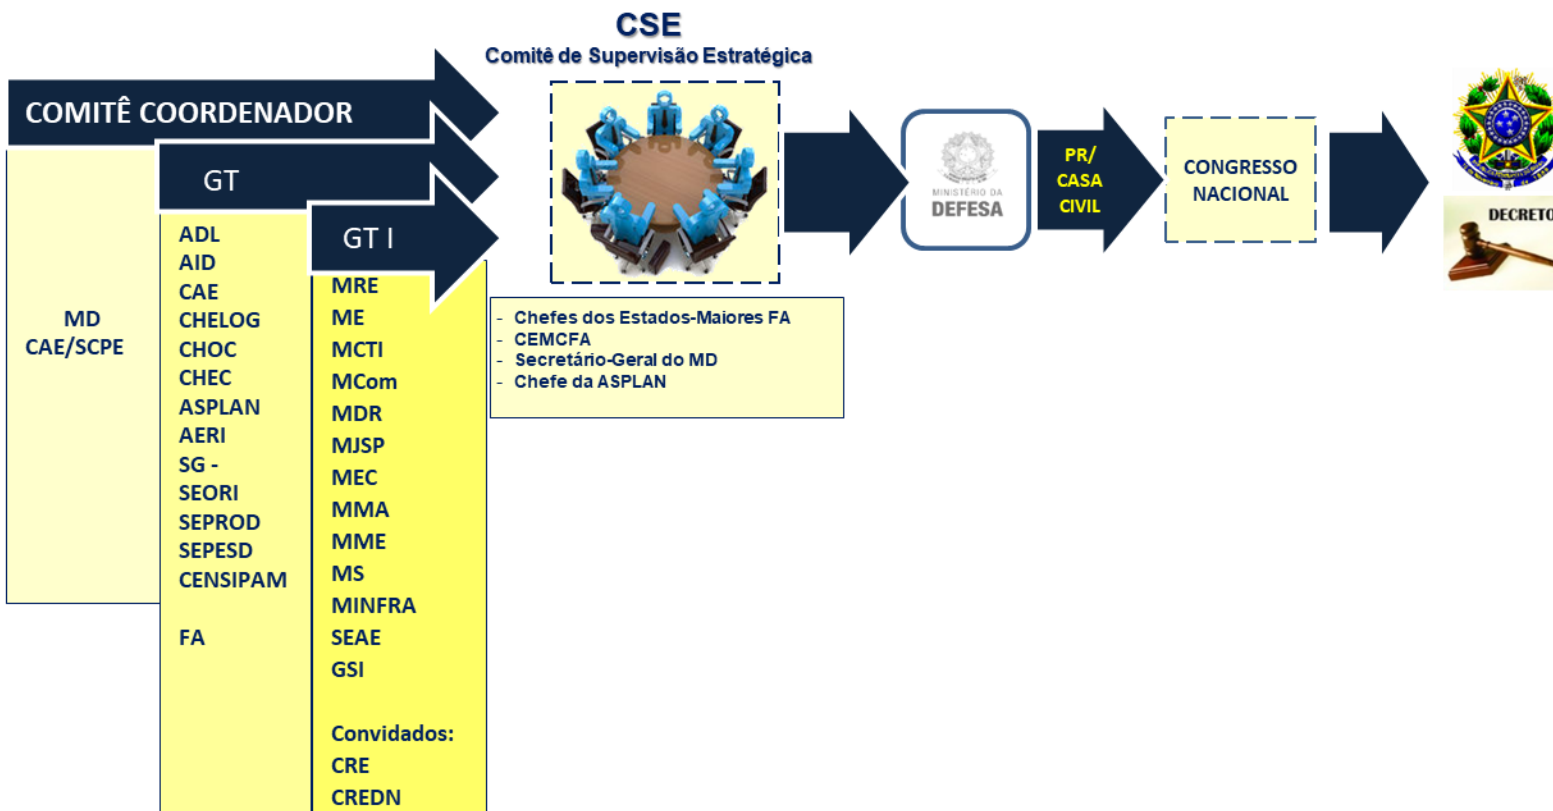 CSE
Comitê de Supervisão Estratégica
COMITÊ COORDENADOR
MD
CAE/SCPE
GT
ADL
AID
CAE
CHELOG
CHOC
CHEC
ASPLAN
AERI
SG -
SEORI
SEPROD
SEPESD
CENSIPAM
FA
GT I
MRE
ME
MCTI
MCom
MDR
MJSP
MEC
MMA
MME
MS
MINFRA
SEAE
GSI
Convidados:
CRE
CREDN
- Chefes dos Estados-Maiores FA
- CEMCFA
- Secretário-Geral do MD
- Chefe da ASPLAN
MINISTÉRIO DA
DEFESA
PR/
CASA
CIVIL
CONGRESSO
NACIONAL
DECRETO